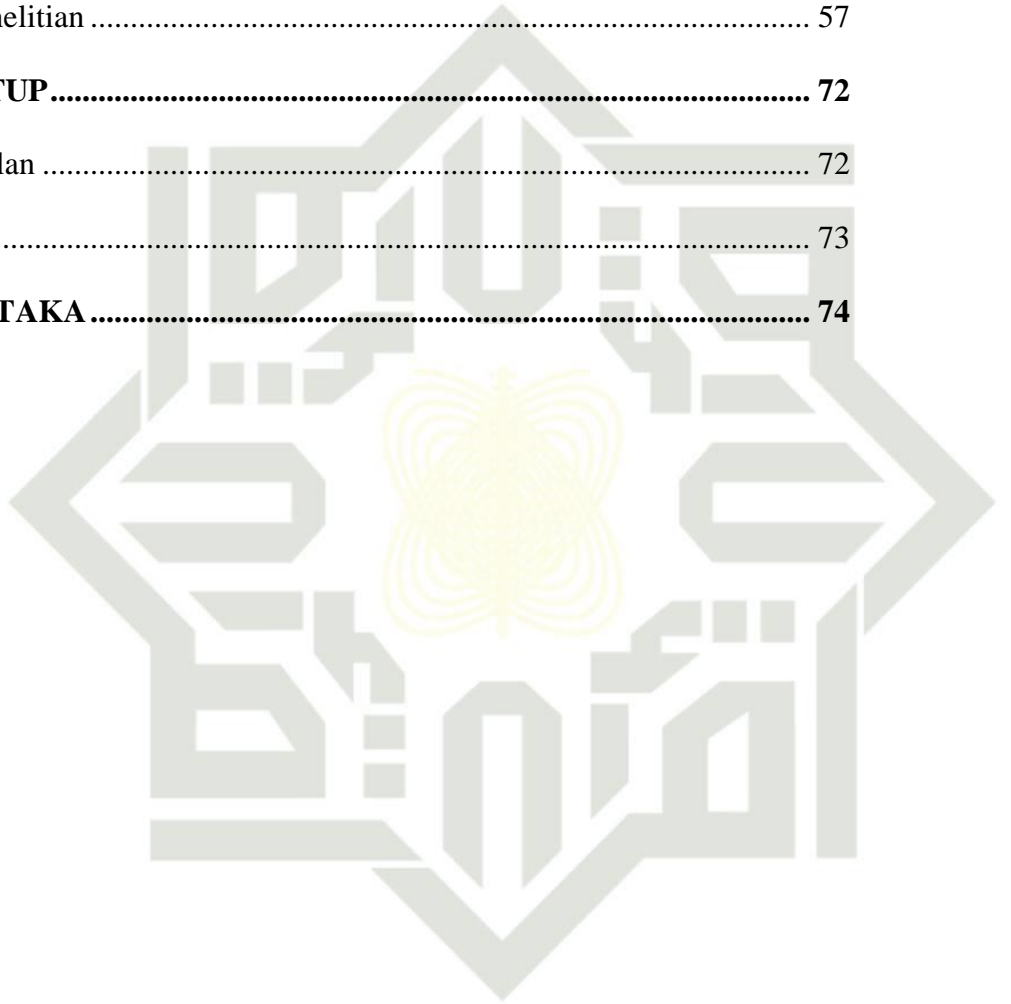 nelitian ........................................................................................... 57
TUP............................................................................................... 72
lan ................................................................................................. 72
...................................................................................................... 73
TAKA ........................................................................................... 74